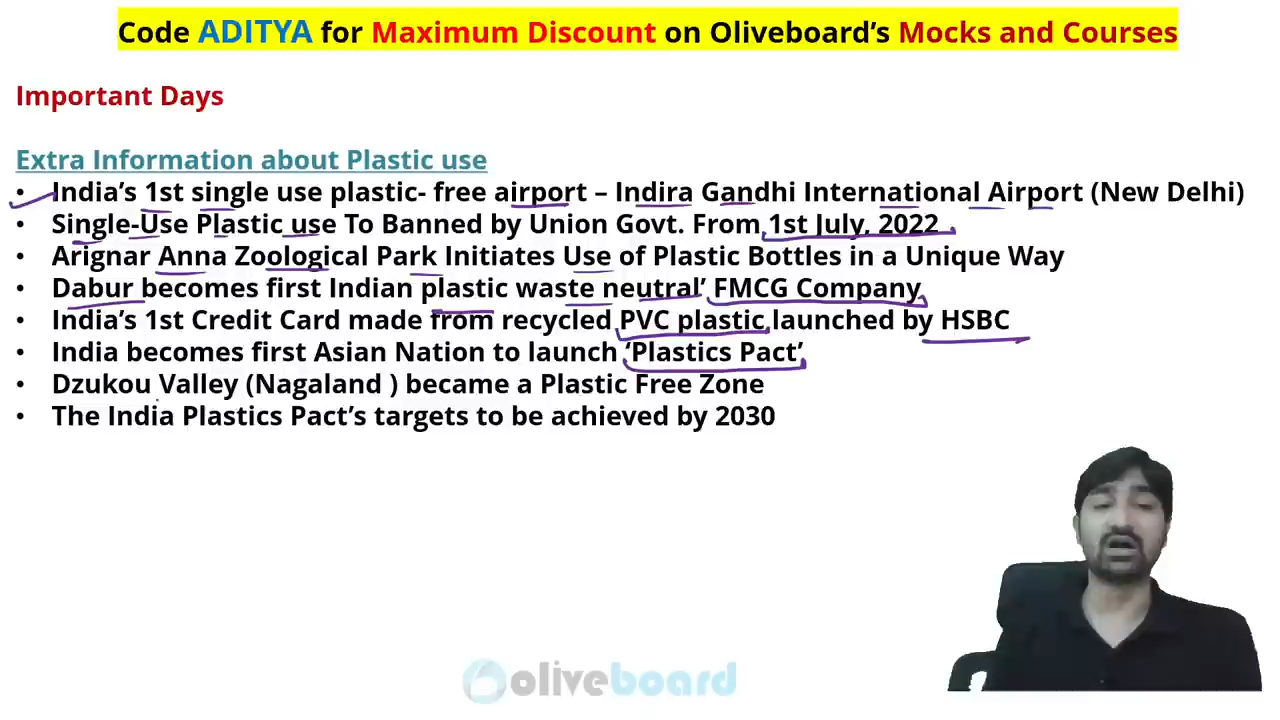 Code ADITYA for Maximum Discount on Oliveboard’s Mocks and Courses
Important Days
Extra Information about Plastic use
• India’s 1st single use plastic- free airport – Indira Gandhi International Airport (New Delhi)
• Single-Use Plastic use To Banned by Union Govt. From 1st July, 2022
• Arignar Anna Zoological Park Initiates Use of Plastic Bottles in a Unique Way
• Dabur becomes first Indian plastic waste neutral’ FMCG Company
• India’s 1st Credit Card made from recycled PVC plastic launched by HSBC
• India becomes first Asian Nation to launch ‘Plastics Pact’
• Dzukou Valley (Nagaland ) became a Plastic Free Zone
• The India Plastics Pact’s targets to be achieved by 2030
oliveboard